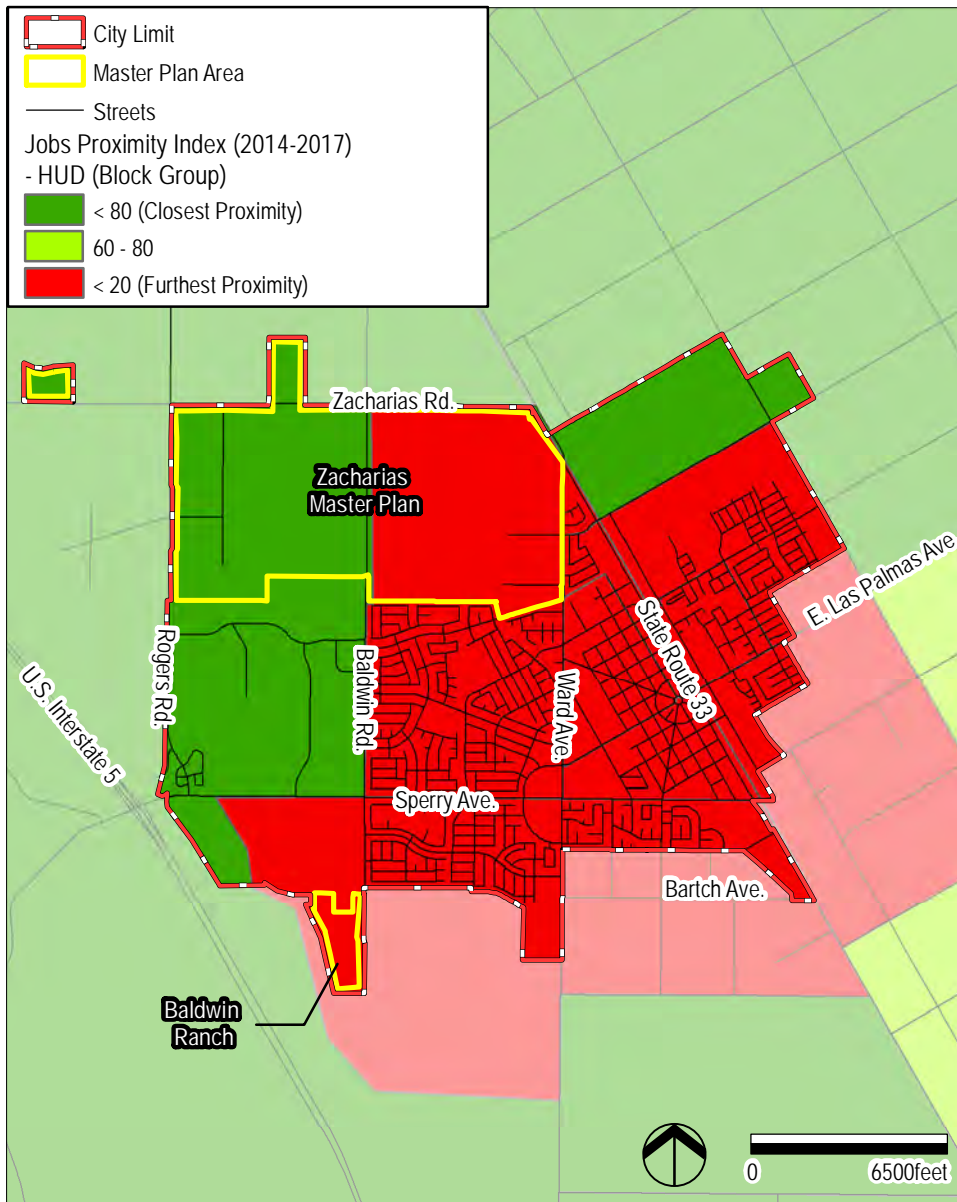 City Limit
Master Plan Area
Streets
Jobs Proximity Index (2014-2017)
- HUD (Block Group)
< 80 (Closest Proximity)
60 - 80
< 20 (Furthest Proximity)
Zacharias Rd.
Zacharias
Master Plan
E. Las Palmas Ave
State Route 33
Rogers Rd.
Baldwin Rd.
Ward Ave.
U.S. Interstate 5
Sperry Ave.
Bartch Ave.
Baldwin
Ranch
0 6500feet